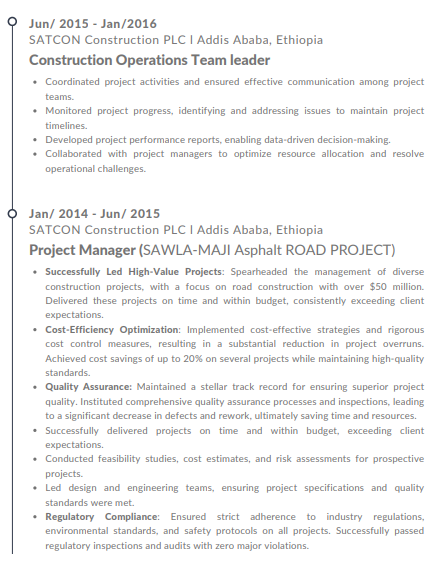 Jun/ 2015 - Jan/2016
SATCON Construction PLC l Addis Ababa, Ethiopia
Construction Operations Team leader
• Coordinated project activities and ensured effective communication among project
teams.
• Monitored project progress, identifying and addressing issues to maintain project
timelines.
• Developed project performance reports, enabling data-driven decision-making.
• Collaborated with project managers to optimize resource allocation and resolve
operational challenges.
Jan/ 2014 - Jun/ 2015
SATCON Construction PLC l Addis Ababa, Ethiopia
Project Manager (SAWLA-MAJI Asphalt ROAD PROJECT)
• Successfully Led High-Value Projects: Spearheaded the management of diverse
construction projects, with a focus on road construction with over $50 million.
Delivered these projects on time and within budget, consistently exceeding client
expectations.
• Cost-Efficiency Optimization: Implemented cost-effective strategies and rigorous
cost control measures, resulting in a substantial reduction in project overruns.
Achieved cost savings of up to 20% on several projects while maintaining high-quality
standards.
• Quality Assurance: Maintained a stellar track record for ensuring superior project
quality. Instituted comprehensive quality assurance processes and inspections, leading
to a significant decrease in defects and rework, ultimately saving time and resources.
• Successfully delivered projects on time and within budget, exceeding client
expectations.
• Conducted feasibility studies, cost estimates, and risk assessments for prospective
projects.
• Led design and engineering teams, ensuring project specifications and quality
standards were met.
• Regulatory Compliance: Ensured strict adherence to industry regulations,
environmental standards, and safety protocols on all projects. Successfully passed
regulatory inspections and audits with zero major violations.